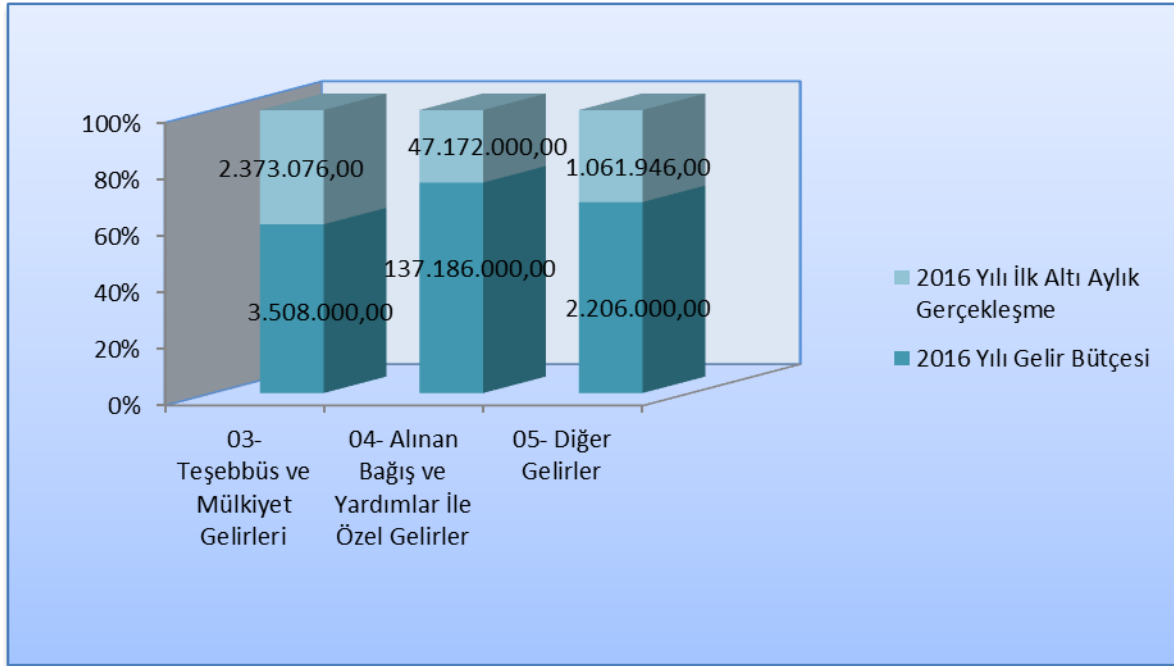 100%
80%
60%
40%
20%
0%
2.373.076,00
47.172.000,00
1.061.946,00
3.508.000,00
137.186.000,00
2.206.000,00
03-
Teşebbüs ve
Mülkiyet
Gelirleri
04- Alınan
Bağış ve
Yardımlar İle
Özel Gelirler
05- Diğer
Gelirler
2016 Yılı İlk Altı Aylık
Gerçekleşme
2016 Yılı Gelir Bütçesi